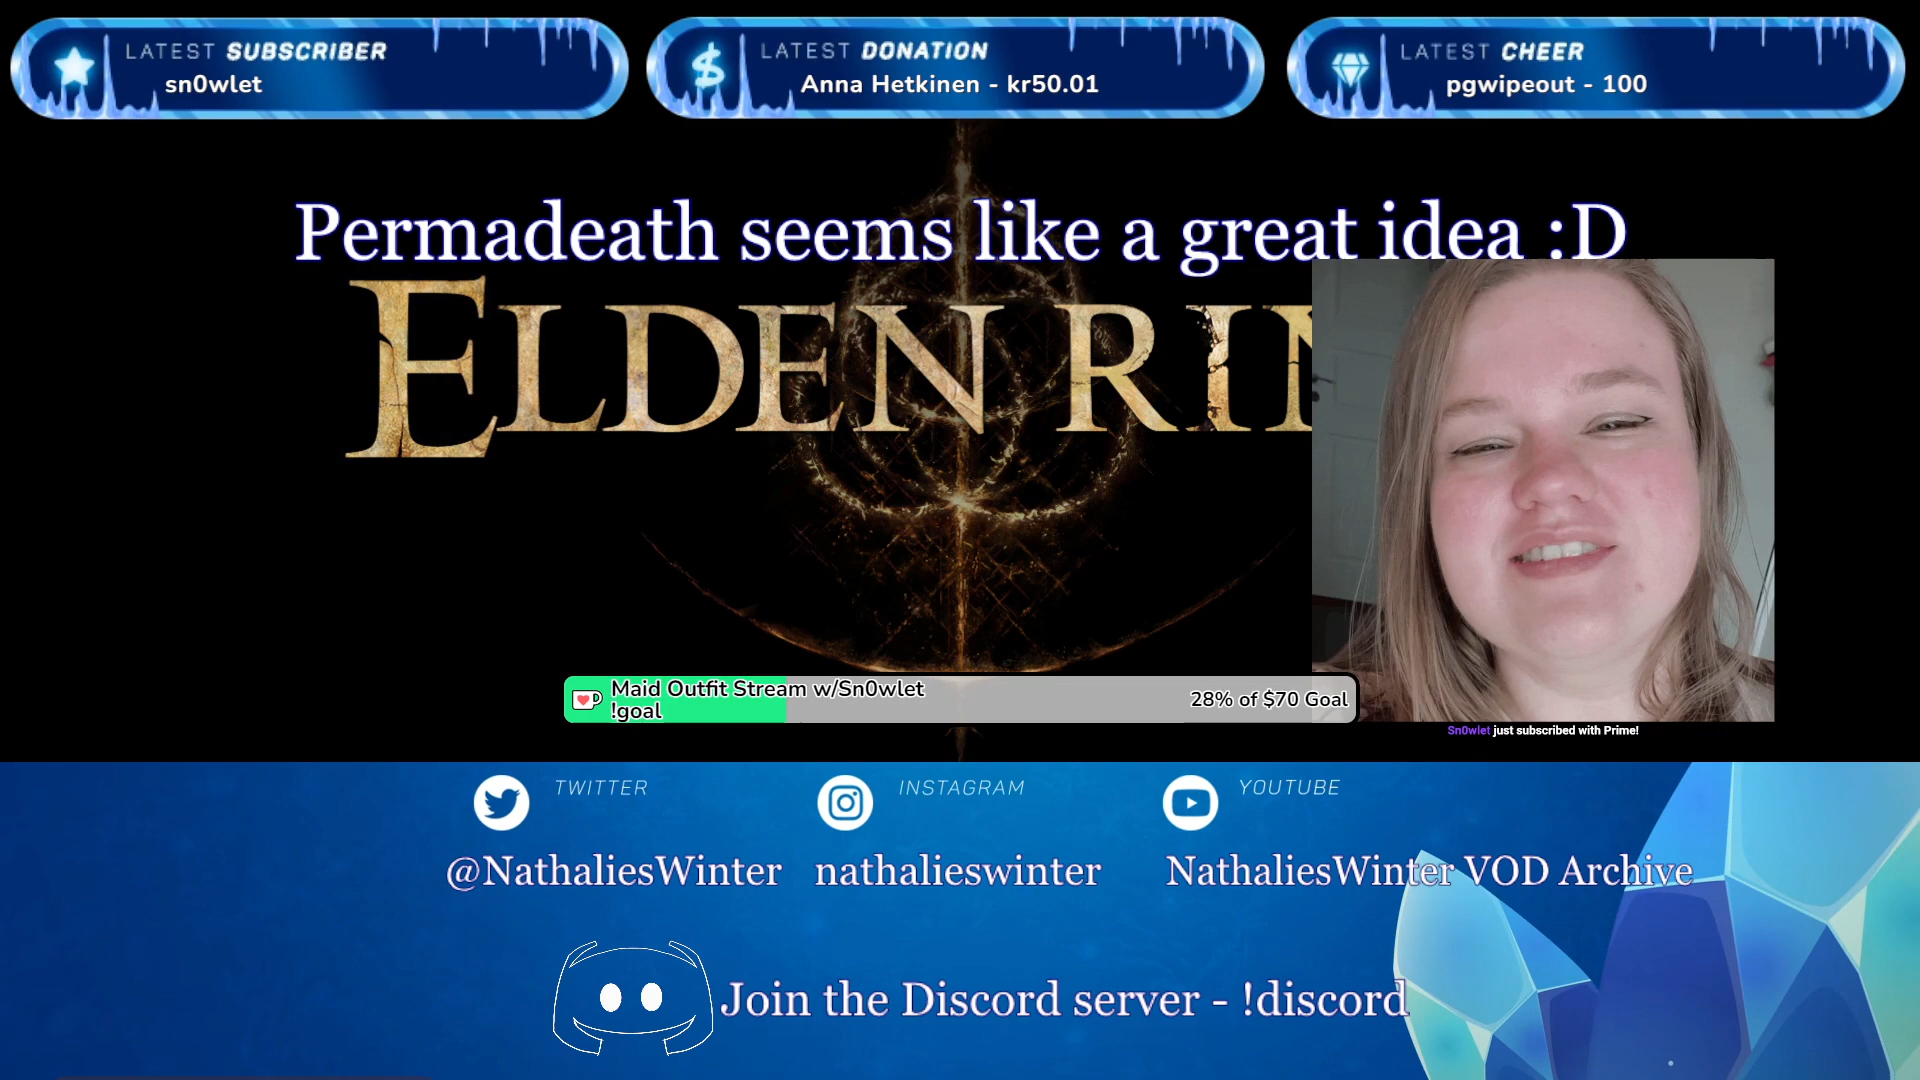 LATEST SUBSCRIBER
sn0wlet
LATEST DONATION
Anna Hetkinen - kr50.01
LATEST CHEER
pgwipeout - 100
Permadeath seems like a great idea :D
ELDEN RIN
Maid Outfit Stream w/Sn0wlet
!goal
28% of $70 Goal
Sn0wlet just subscribed with Prime!
TWITTER
@NathaliesWinter
INSTAGRAM
nathalieswinter
YOUTUBE
NathaliesWinter VOD Archive
Join the Discord server - !discord